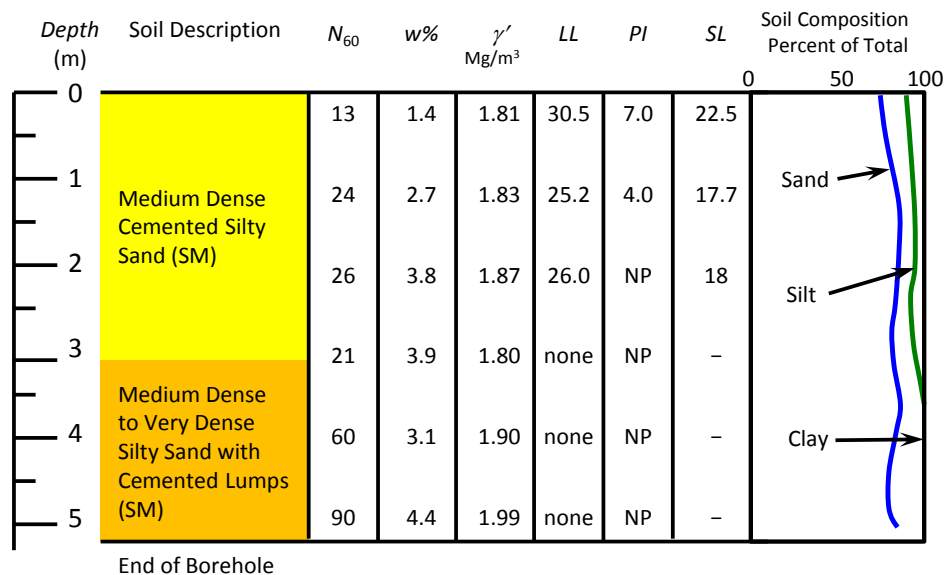 Depth
(m)
Soil Description
N60
w%
γ′
Mg/m³
LL
PI
SL
Soil Composition
Percent of Total
0 50 100
0
13 1.4 1.81 30.5 7.0 22.5
1
24 2.7 1.83 25.2 4.0 17.7
Medium Dense
Cemented Silty
Sand (SM)
2
26 3.8 1.87 26.0 NP 18
3
21 3.9 1.80 none NP –
Medium Dense
to Very Dense
Silty Sand with
Cemented Lumps
(SM)
4
60 3.1 1.90 none NP –
5
90 4.4 1.99 none NP –
Sand
Silt
Clay
End of Borehole